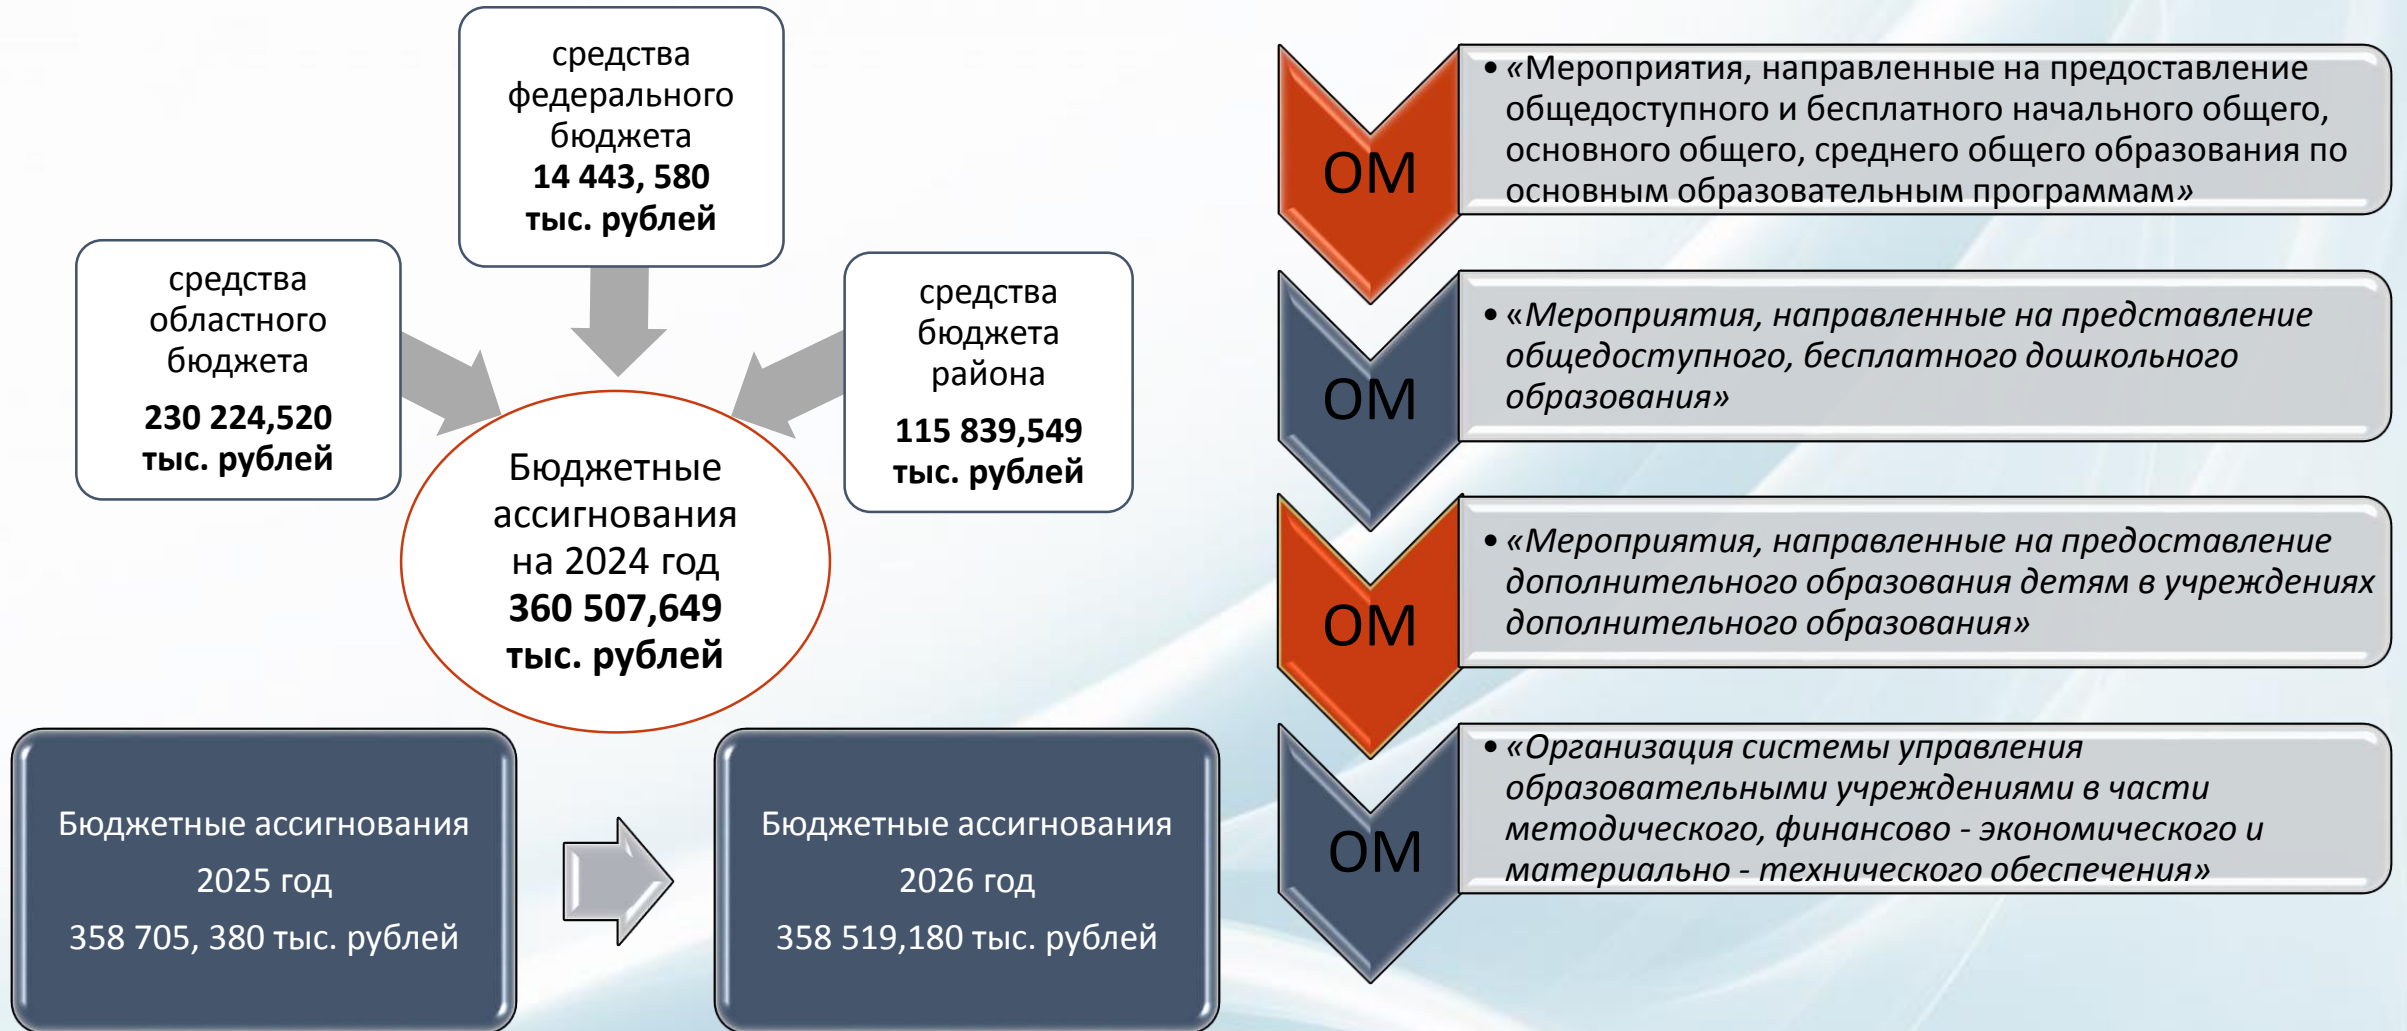 средства
федерального
бюджета
14 443, 580
тыс. рублей
средства
областного
бюджета
230 224,520
тыс. рублей
средства
бюджета
района
115 839,549
тыс. рублей
Бюджетные
ассигнования
на 2024 год
360 507,649
тыс. рублей
Бюджетные ассигнования
2025 год
358 705, 380 тыс. рублей
Бюджетные ассигнования
2026 год
358 519,180 тыс. рублей
ОМ
• «Мероприятия, направленные на предоставление
общедоступного и бесплатного начального общего,
основного общего, среднего общего образования по
основным образовательным программам»
ОМ
• «Мероприятия, направленные на представление
общедоступного, бесплатного дошкольного
образования»
ОМ
• «Мероприятия, направленные на предоставление
дополнительного образования детям в учреждениях
дополнительного образования»
ОМ
• «Организация системы управления
образовательными учреждениями в части
методического, финансово - экономического и
материально - технического обеспечения»